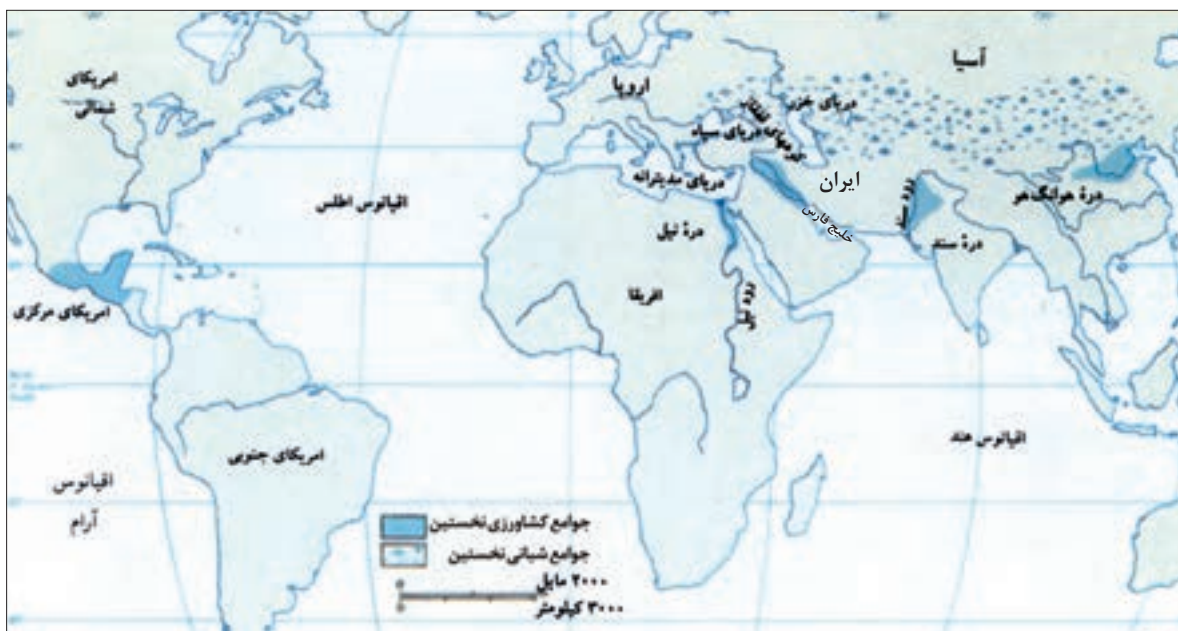 امریکای
شمالی
اقیانوس اطلس
امریکای مرکزی
امریکای جنوبی
اقیانوس
آرام
اروپا
آسیا
دریای خزر
دریای سیاه
کوههای قفقاز
دریای مدیترانه
ایران
خلیج فارس
درهٔ نیل
رود نیل
افریقا
رود سند
درهٔ سند
درهٔ هوانگ‌هو
اقیانوس هند
جوامع کشاورزی نخستین
جوامع شبانی نخستین
۲۰۰۰ مایل
۳۰۰۰ کیلومتر